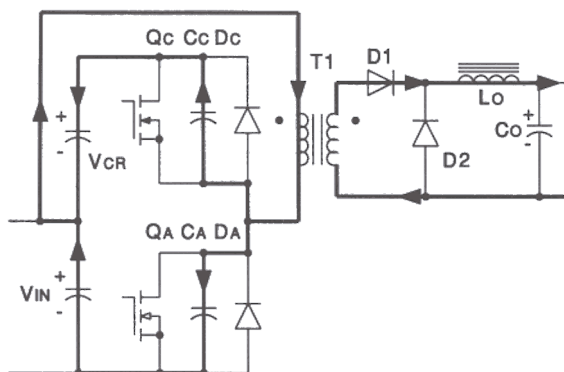 QC CC DC
T1
D1
+
-
VCR
LO
CO
+
-
D2
QA CA DA
VIN
+
-